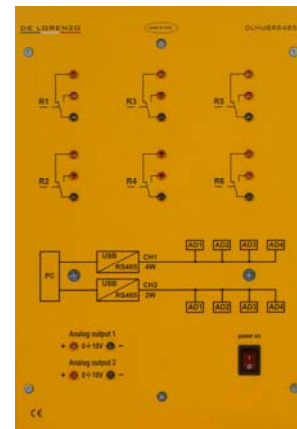 DE LORENZO
DLHUBRS485
R1 R3 R5
R2 R4 R6
AD1 AD2 AD3 AD4
USB CH1
RS485 4W
PC
USB CH2
RS485 2W
AD1 AD2 AD3 AD4
Analog output 1
+ 0÷10V −
Analog output 2
+ 0÷10V −
power on
I
O
CE